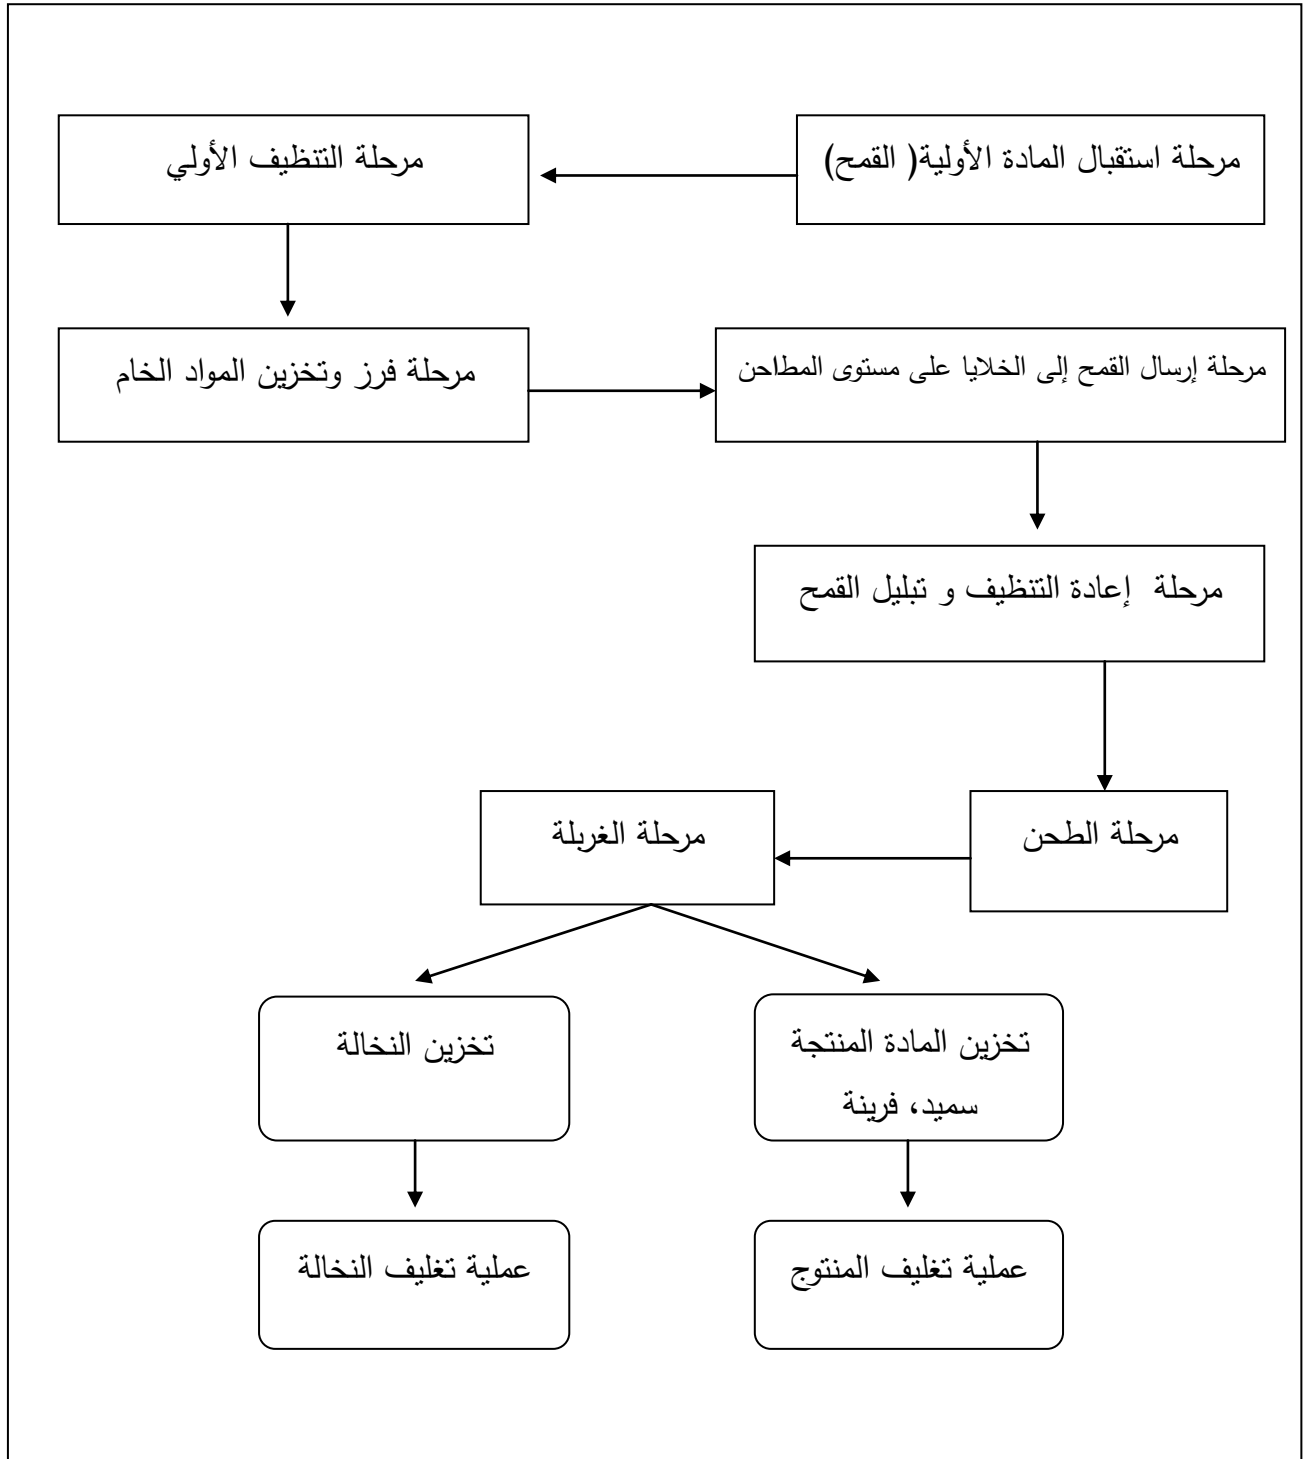 مرحلة استقبال المادة الأولية( القمح)
مرحلة التنظيف الأولي
مرحلة فرز وتخزين المواد الخام
مرحلة إرسال القمح إلى الخلايا على مستوى المطاحن
مرحلة إعادة التنظيف و تبليل القمح
مرحلة الطحن
مرحلة الغربلة
تخزين المادة المنتجة
سميد، فرينة
تخزين النخالة
عملية تغليف المنتوج
عملية تغليف النخالة